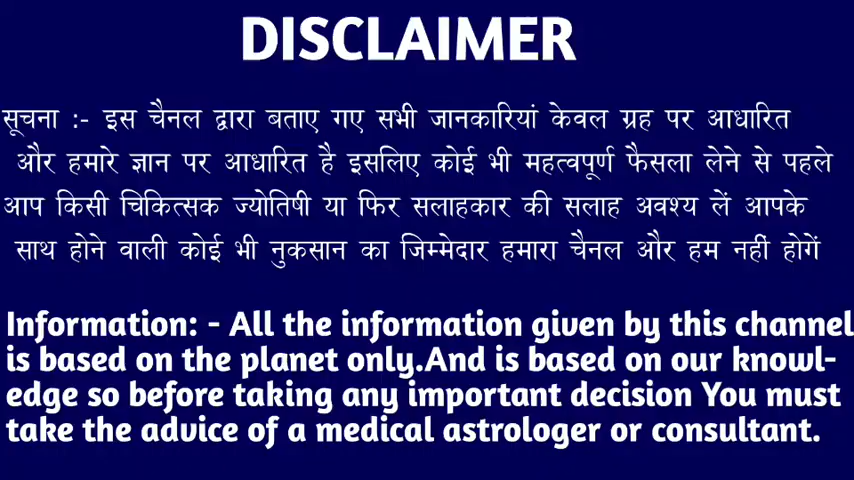 DISCLAIMER
सूचना :- इस चैनल द्वारा बताए गए सभी जानकारियां केवल ग्रह पर आधारित
और हमारे ज्ञान पर आधारित है इसलिए कोई भी महत्वपूर्ण फैसला लेने से पहले
आप किसी चिकित्सक ज्योतिषी या फिर सलाहकार की सलाह अवश्य लें आपके
साथ होने वाली कोई भी नुकसान का जिम्मेदार हमारा चैनल और हम नहीं होगें
Information: - All the information given by this channel
is based on the planet only.And is based on our knowl-
edge so before taking any important decision You must
take the advice of a medical astrologer or consultant.